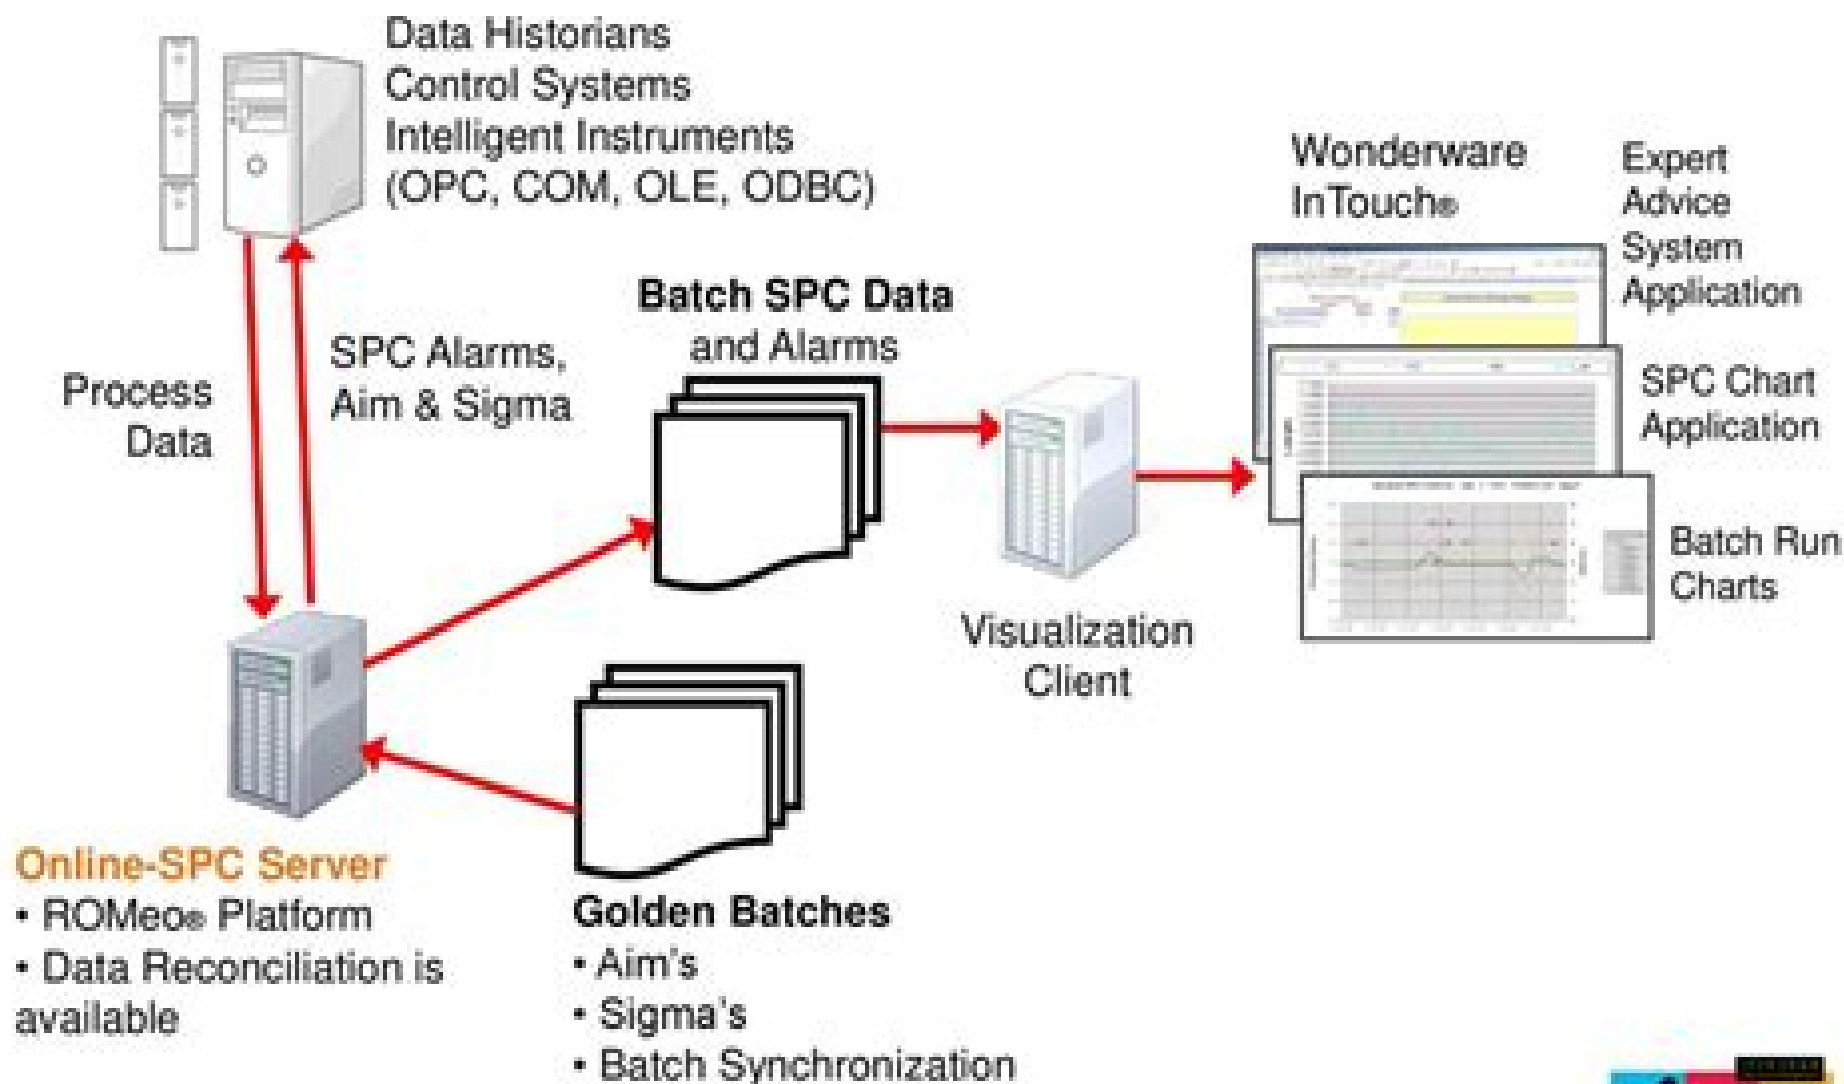 Data Historians
Control Systems
Intelligent Instruments
(OPC, COM, OLE, ODBC)
Process
Data
SPC Alarms,
Aim & Sigma
Batch SPC Data
and Alarms
Visualization
Client
Wonderware
InTouch®
Expert
Advice
System
Application
SPC Chart
Application
Batch Run
Charts
Online-SPC Server
• ROMeo® Platform
• Data Reconciliation is
available
Golden Batches
• Aim's
• Sigma's
• Batch Synchronization